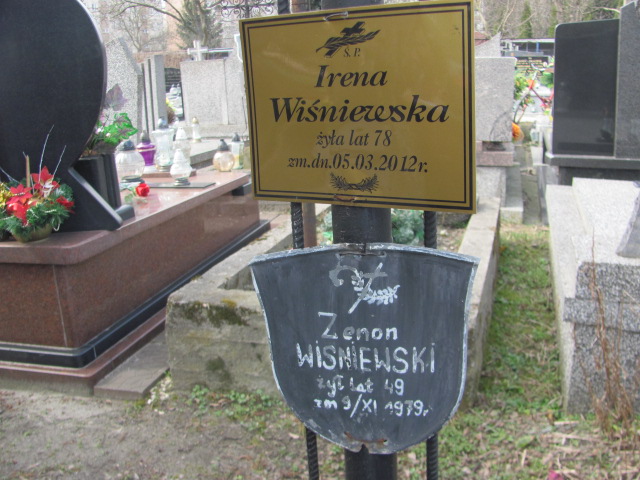 Ś.P.
Irena
Wiśniewska
żyła lat 78
zm.dn.05.03.2012r.
Zenon
WIŚNIEWSKI
żył lat 49
zm 9/XI 1979r.